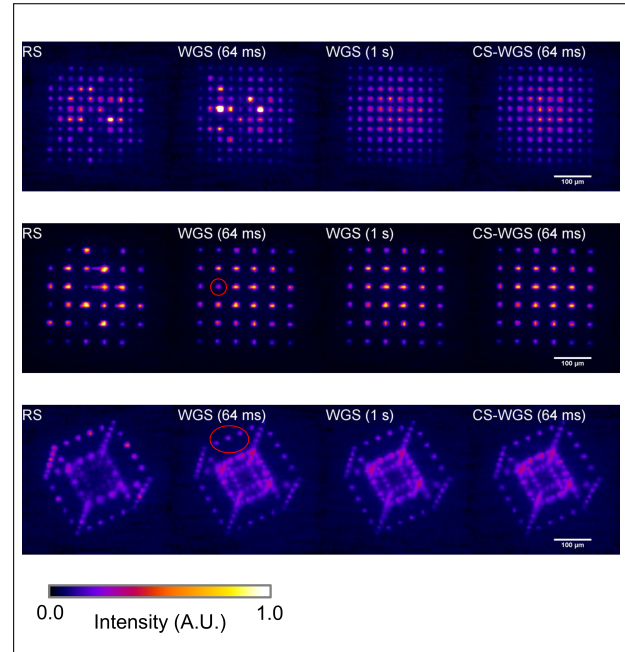 RS WGS (64 ms) WGS (1 s) CS-WGS (64 ms)
100 µm
RS WGS (64 ms) WGS (1 s) CS-WGS (64 ms)
100 µm
RS WGS (64 ms) WGS (1 s) CS-WGS (64 ms)
100 µm
0.0 1.0
Intensity (A.U.)